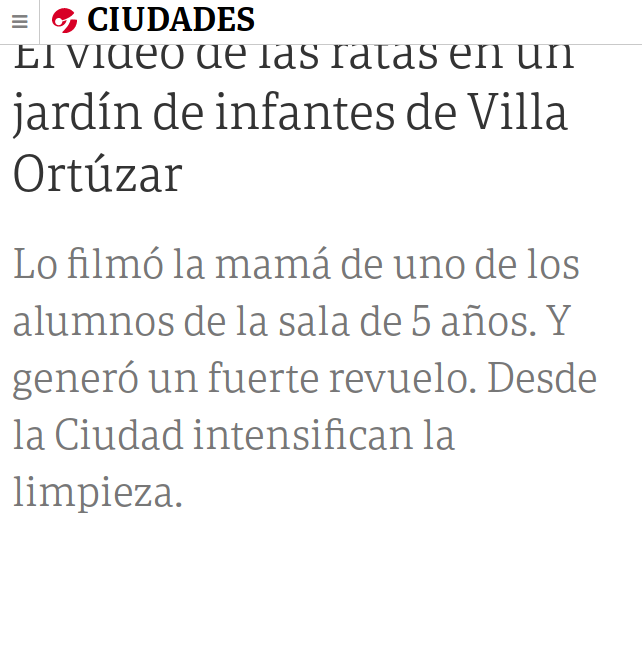 CIUDADES
El video de las ratas en un
jardín de infantes de Villa
Ortúzar
Lo filmó la mamá de uno de los
alumnos de la sala de 5 años. Y
generó un fuerte revuelo. Desde
la Ciudad intensifican la
limpieza.